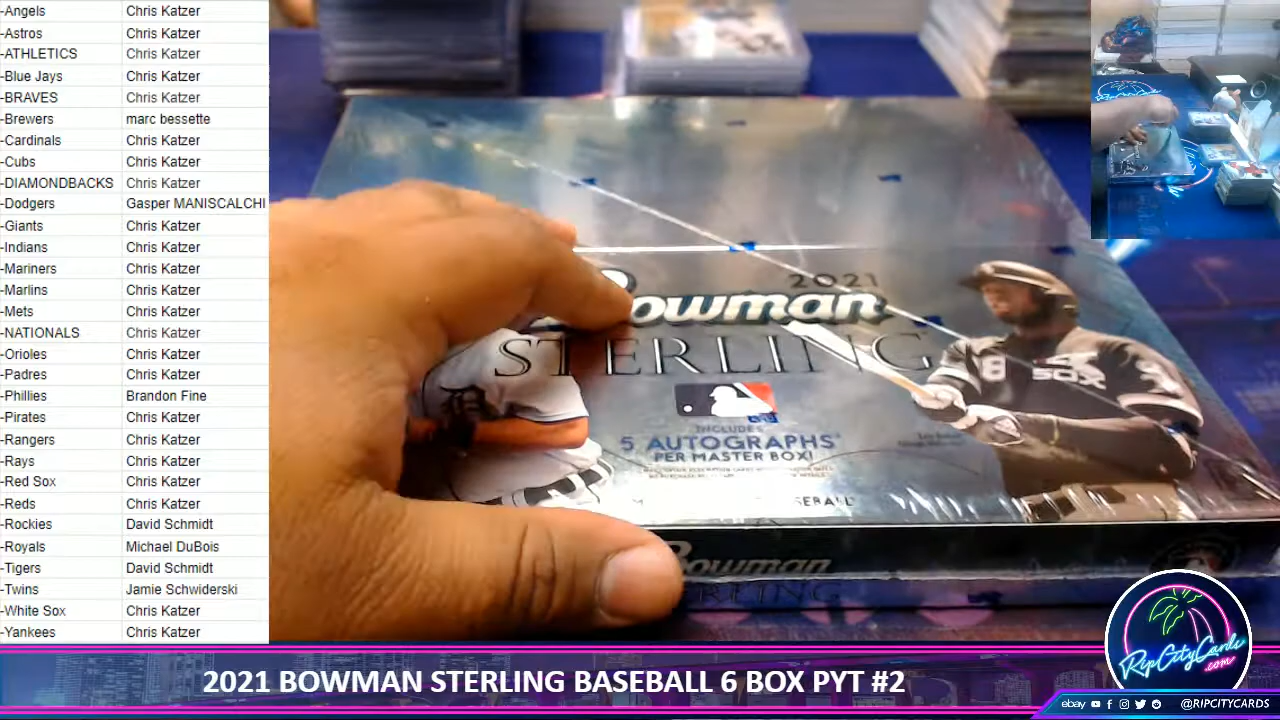 -Angels Chris Katzer
-Astros Chris Katzer
-ATHLETICS Chris Katzer
-Blue Jays Chris Katzer
-BRAVES Chris Katzer
-Brewers marc bessette
-Cardinals Chris Katzer
-Cubs Chris Katzer
-DIAMONDBACKS Chris Katzer
-Dodgers Gasper MANISCALCHI
-Giants Chris Katzer
-Indians Chris Katzer
-Mariners Chris Katzer
-Marlins Chris Katzer
-Mets Chris Katzer
-NATIONALS Chris Katzer
-Orioles Chris Katzer
-Padres Chris Katzer
-Phillies Brandon Fine
-Pirates Chris Katzer
-Rangers Chris Katzer
-Rays Chris Katzer
-Red Sox Chris Katzer
-Reds Chris Katzer
-Rockies David Schmidt
-Royals Michael DuBois
-Tigers David Schmidt
-Twins Jamie Schwiderski
-White Sox Chris Katzer
-Yankees Chris Katzer
2021
Bowman
STERLING
INCLUDES
5 AUTOGRAPHS
PER MASTER BOX!
SOX
8
Bowman
STERLING
RipCityCards
.com
2021 BOWMAN STERLING BASEBALL 6 BOX PYT #2
ebay @RIPCITYCARDS